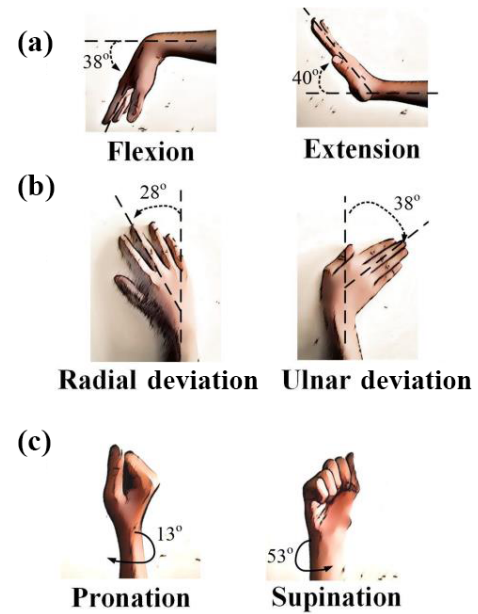 (a)
38°
40°
Flexion
Extension
(b)
28°
38°
Radial deviation
Ulnar deviation
(c)
13°
53°
Pronation
Supination